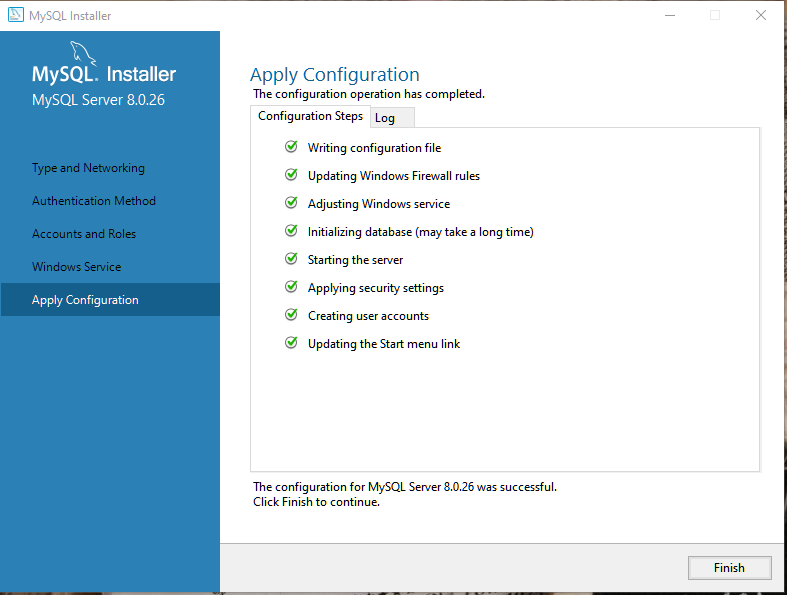 MySQL Installer
MySQL. Installer
MySQL Server 8.0.26
Type and Networking
Authentication Method
Accounts and Roles
Windows Service
Apply Configuration
Apply Configuration
The configuration operation has completed.
Configuration Steps Log
Writing configuration file
Updating Windows Firewall rules
Adjusting Windows service
Initializing database (may take a long time)
Starting the server
Applying security settings
Creating user accounts
Updating the Start menu link
The configuration for MySQL Server 8.0.26 was successful.
Click Finish to continue.
Finish